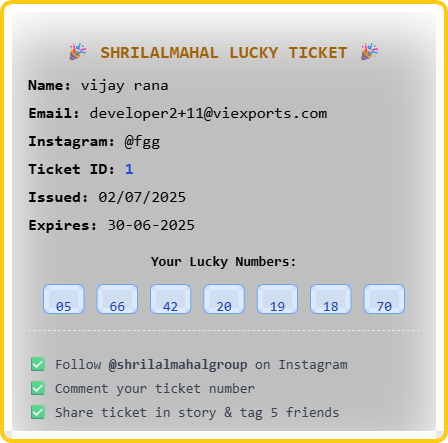 🎉 SHRILALMAHAL LUCKY TICKET 🎉
Name: vijay rana
Email: developer2+11@viexports.com
Instagram: @fgg
Ticket ID: 1
Issued: 02/07/2025
Expires: 30-06-2025
Your Lucky Numbers:
05 66 42 20 19 18 70
✅ Follow @shrilalmahalgroup on Instagram
✅ Comment your ticket number
✅ Share ticket in story & tag 5 friends